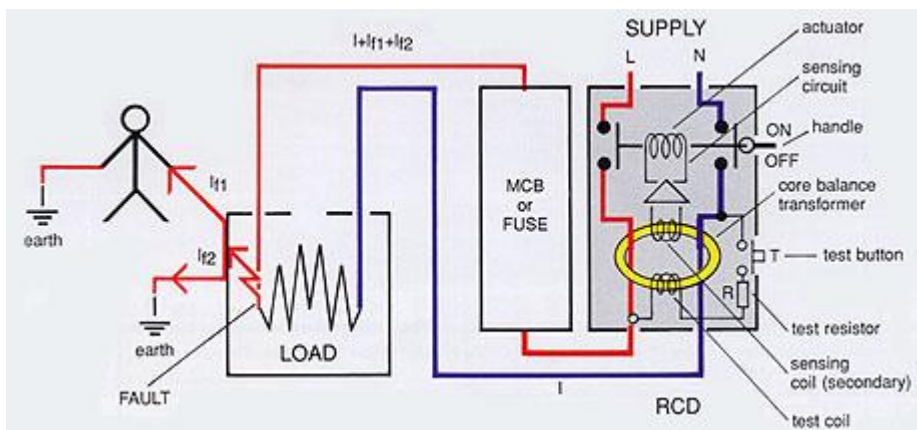 SUPPLY
L
N
actuator
sensing
circuit
ON
OFF
handle
core balance
transformer
T
test button
R
test resistor
sensing
coil (secondary)
test coil
RCD
MCB
or
FUSE
I+If1+If2
If1
If2
earth
earth
LOAD
FAULT
I